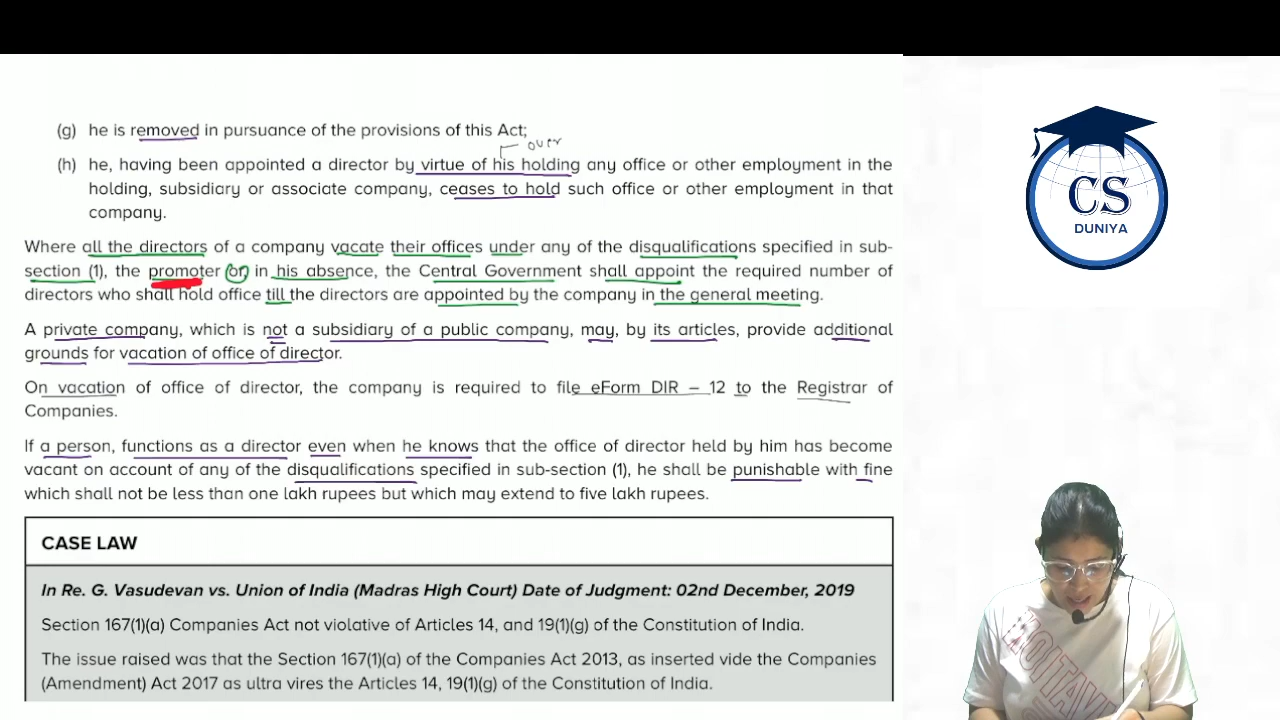 (g) he is removed in pursuance of the provisions of this Act;
over
(h) he, having been appointed a director by virtue of his holding any office or other employment in the
holding, subsidiary or associate company, ceases to hold such office or other employment in that
company.
Where all the directors of a company vacate their offices under any of the disqualifications specified in sub-
section (1), the promoter or in his absence, the Central Government shall appoint the required number of
directors who shall hold office till the directors are appointed by the company in the general meeting.
A private company, which is not a subsidiary of a public company, may, by its articles, provide additional
grounds for vacation of office of director.
On vacation of office of director, the company is required to file eForm DIR – 12 to the Registrar of
Companies.
If a person, functions as a director even when he knows that the office of director held by him has become
vacant on account of any of the disqualifications specified in sub-section (1), he shall be punishable with fine
which shall not be less than one lakh rupees but which may extend to five lakh rupees.
CASE LAW
In Re. G. Vasudevan vs. Union of India (Madras High Court) Date of Judgment: 02nd December, 2019
Section 167(1)(a) Companies Act not violative of Articles 14, and 19(1)(g) of the Constitution of India.
The issue raised was that the Section 167(1)(a) of the Companies Act 2013, as inserted vide the Companies
(Amendment) Act 2017 as ultra vires the Articles 14, 19(1)(g) of the Constitution of India.
CS
DUNIYA